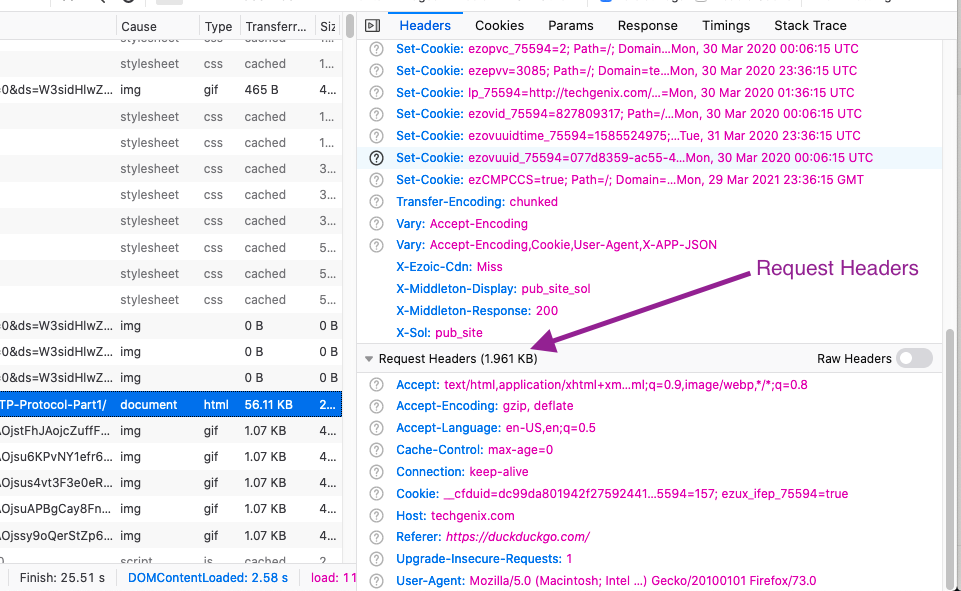 Cause Type Transferr... Siz
Headers Cookies Params Response Timings Stack Trace
stylesheet css cached
stylesheet css cached 1...
=0&ds=W3sidHlwZ... img gif 465 B 4...
stylesheet css cached 1...
stylesheet css cached 1...
stylesheet css cached 3...
stylesheet css cached 3...
stylesheet css cached 3...
stylesheet css cached 5...
stylesheet css cached 5...
stylesheet css cached 5...
=0&ds=W3sidHlwZ... img 0 B 0 B
=0&ds=W3sidHlwZ... img 0 B 0 B
=0&ds=W3sidHlwZ... img 0 B 0 B
TP-Protocol-Part1/ document html 56.11 KB 2...
OjstFhJAojcZuffF... img gif 1.07 KB 4...
Ojsu6KPvNY1efr6... img gif 1.07 KB 4...
Ojsus4vt3F3e0eR... img gif 1.07 KB 4...
OjsuAPBgCay8Fn... img gif 1.07 KB 4...
Ojssy9oQerStZp6... img gif 1.07 KB 4...
script js cached 2
Finish: 25.51 s DOMContentLoaded: 2.58 s load: 11
Set-Cookie: ezopvc_75594=2; Path=/; Domain...Mon, 30 Mar 2020 00:06:15 UTC
Set-Cookie: ezepvv=3085; Path=/; Domain=te...Mon, 30 Mar 2020 23:36:15 UTC
Set-Cookie: lp_75594=http://techgenix.com/...=Mon, 30 Mar 2020 01:36:15 UTC
Set-Cookie: ezovid_75594=827809317; Path=/...Mon, 30 Mar 2020 00:06:15 UTC
Set-Cookie: ezovuuidtime_75594=1585524975;...Tue, 31 Mar 2020 23:36:15 UTC
Set-Cookie: ezovuuid_75594=077d8359-ac55-4...Mon, 30 Mar 2020 00:06:15 UTC
Set-Cookie: ezCMPCCS=true; Path=/; Domain=...Mon, 29 Mar 2021 23:36:15 GMT
Transfer-Encoding: chunked
Vary: Accept-Encoding
Vary: Accept-Encoding,Cookie,User-Agent,X-APP-JSON
X-Ezoic-Cdn: Miss
X-Middleton-Display: pub_site_sol
X-Middleton-Response: 200
X-Sol: pub_site
Request Headers
Request Headers (1.961 KB) Raw Headers
Accept: text/html,application/xhtml+xm...ml;q=0.9,image/webp,*/*;q=0.8
Accept-Encoding: gzip, deflate
Accept-Language: en-US,en;q=0.5
Cache-Control: max-age=0
Connection: keep-alive
Cookie: __cfduid=dc99da801942f27592441...5594=157; ezux_ifep_75594=true
Host: techgenix.com
Referer: https://duckduckgo.com/
Upgrade-Insecure-Requests: 1
User-Agent: Mozilla/5.0 (Macintosh; Intel ...) Gecko/20100101 Firefox/73.0